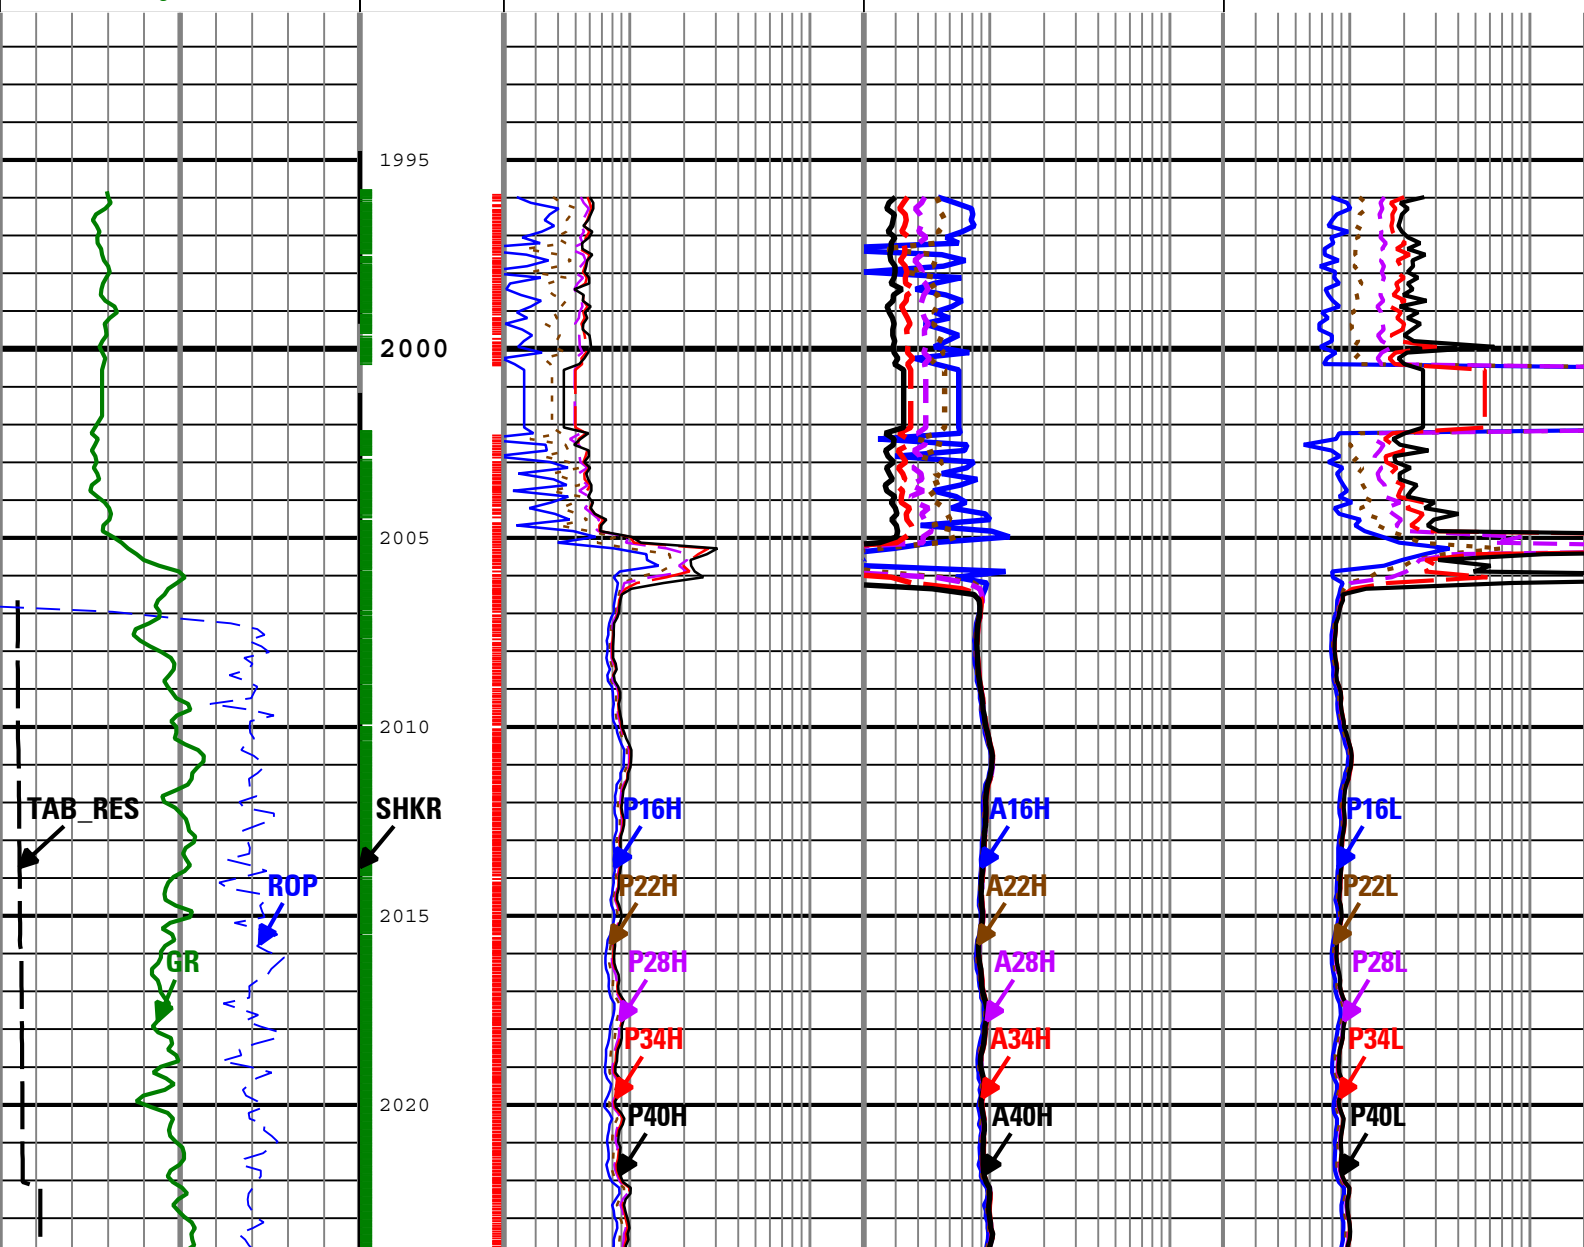 1995
2000
2005
2010
TAB_RES
SHKR
P16H
A16H
P16L
ROP
P22H
A22H
P22L
2015
GR
P28H
A28H
P28L
P34H
A34H
P34L
2020
P40H
A40H
P40L